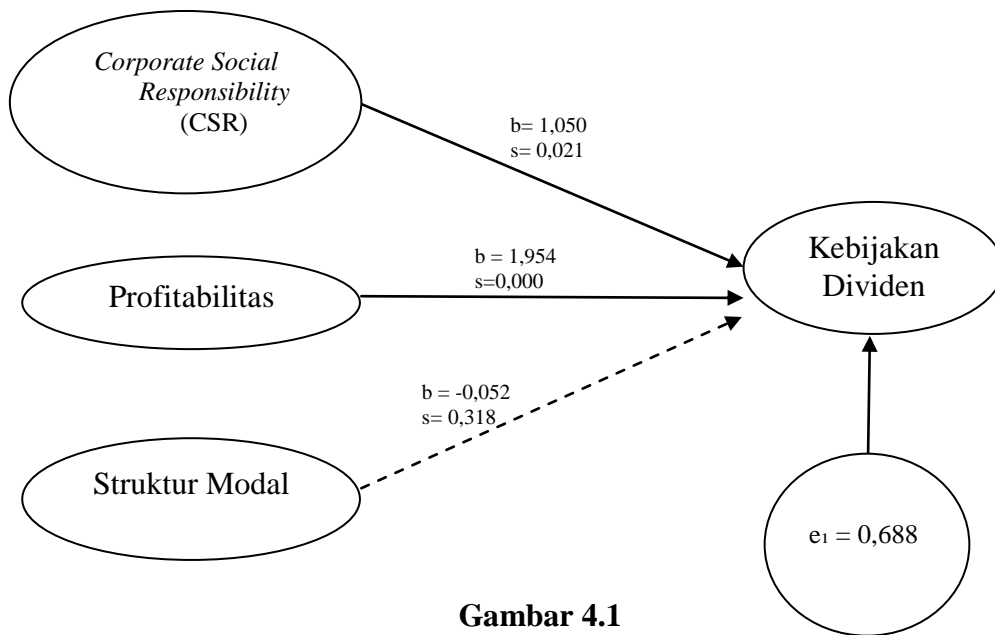 Corporate Social
Responsibility
(CSR)
b= 1,050
s= 0,021
Kebijakan
Dividen
b = 1,954
s=0,000
Profitabilitas
b = -0,052
s= 0,318
Struktur Modal
e₁ = 0,688
Gambar 4.1